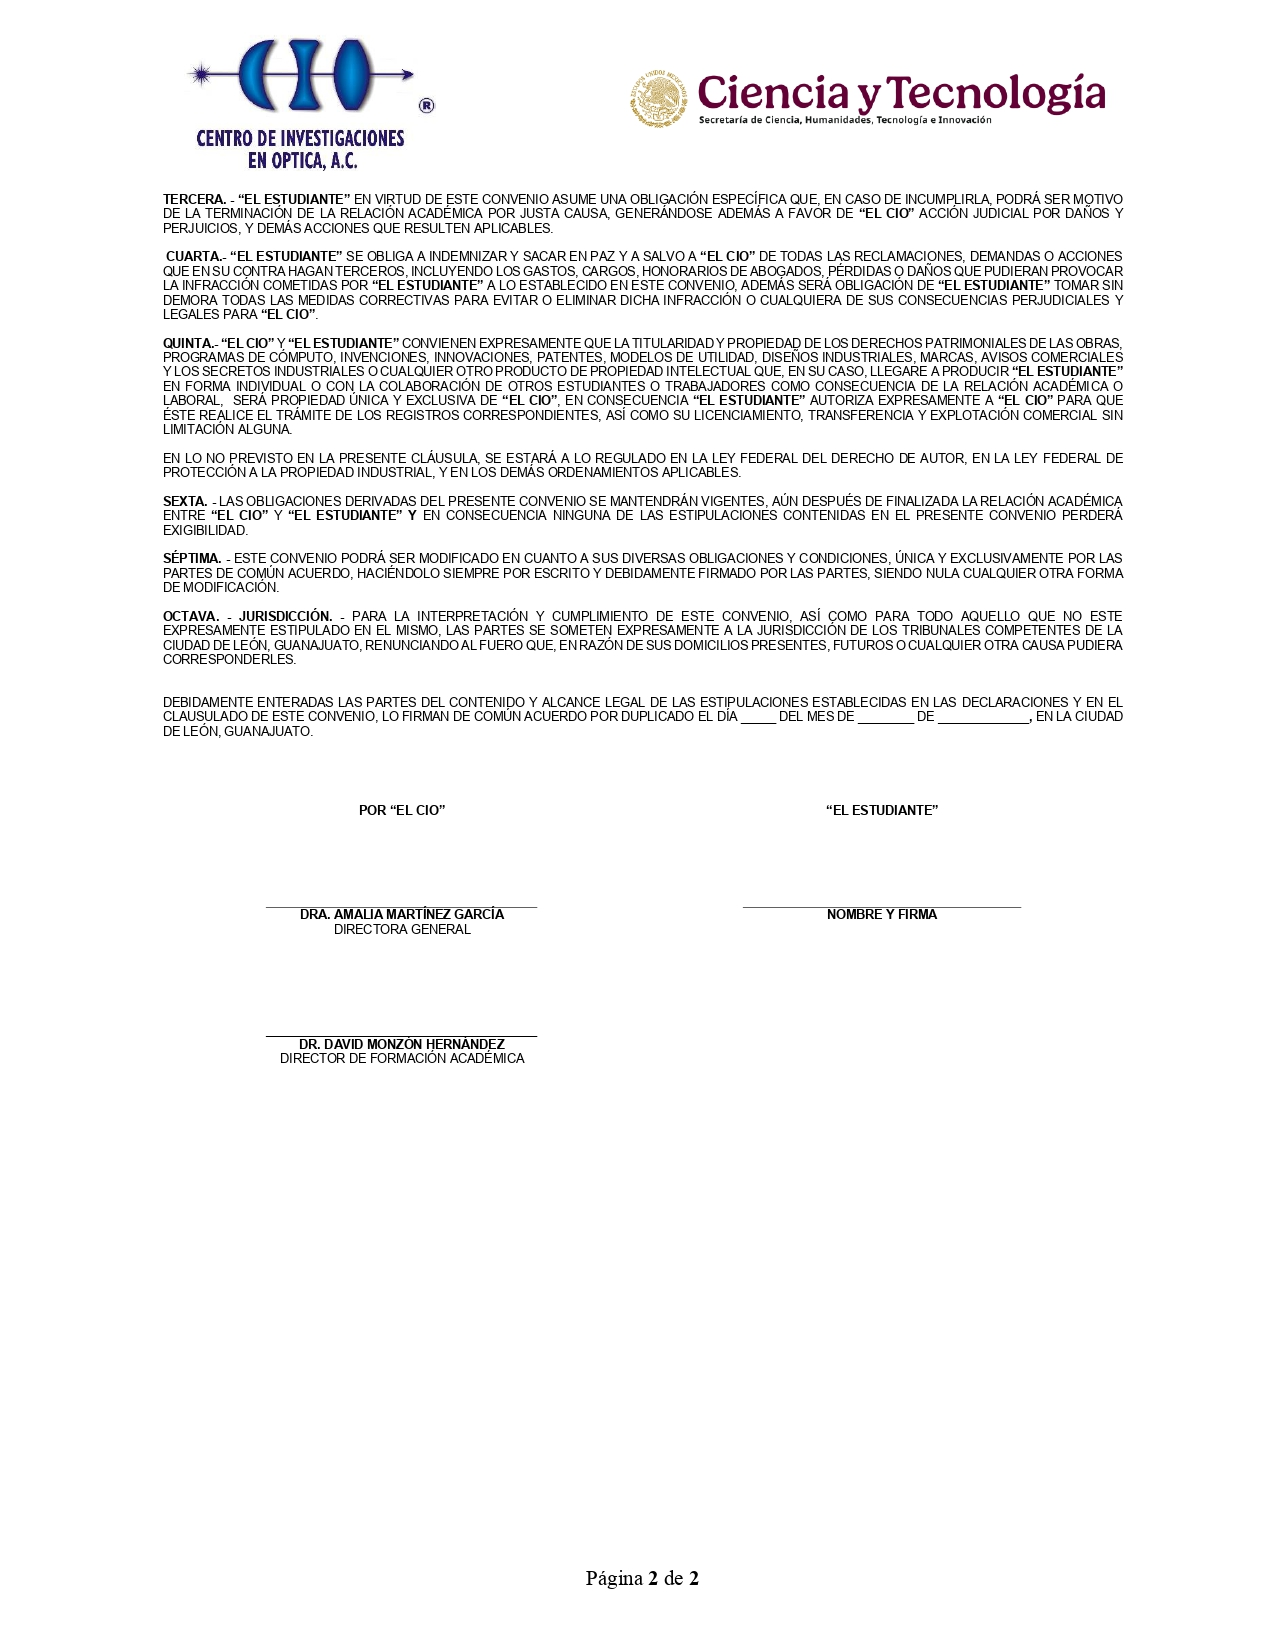 CIO
®
CENTRO DE INVESTIGACIONES
EN OPTICA, A.C.
ESTADOS UNIDOS MEXICANOS
Ciencia y Tecnología
Secretaría de Ciencia, Humanidades, Tecnología e Innovación
TERCERA. - “EL ESTUDIANTE” EN VIRTUD DE ESTE CONVENIO ASUME UNA OBLIGACIÓN ESPECÍFICA QUE, EN CASO DE INCUMPLIRLA, PODRÁ SER MOTIVO
DE LA TERMINACIÓN DE LA RELACIÓN ACADÉMICA POR JUSTA CAUSA, GENERÁNDOSE ADEMÁS A FAVOR DE “EL CIO” ACCIÓN JUDICIAL POR DAÑOS Y
PERJUICIOS, Y DEMÁS ACCIONES QUE RESULTEN APLICABLES.
CUARTA.- “EL ESTUDIANTE” SE OBLIGA A INDEMNIZAR Y SACAR EN PAZ Y A SALVO A “EL CIO” DE TODAS LAS RECLAMACIONES, DEMANDAS O ACCIONES
QUE EN SU CONTRA HAGAN TERCEROS, INCLUYENDO LOS GASTOS, CARGOS, HONORARIOS DE ABOGADOS, PÉRDIDAS O DAÑOS QUE PUDIERAN PROVOCAR
LA INFRACCIÓN COMETIDAS POR “EL ESTUDIANTE” A LO ESTABLECIDO EN ESTE CONVENIO, ADEMÁS SERÁ OBLIGACIÓN DE “EL ESTUDIANTE” TOMAR SIN
DEMORA TODAS LAS MEDIDAS CORRECTIVAS PARA EVITAR O ELIMINAR DICHA INFRACCIÓN O CUALQUIERA DE SUS CONSECUENCIAS PERJUDICIALES Y
LEGALES PARA “EL CIO”.
QUINTA.- “EL CIO” Y “EL ESTUDIANTE” CONVIENEN EXPRESAMENTE QUE LA TITULARIDAD Y PROPIEDAD DE LOS DERECHOS PATRIMONIALES DE LAS OBRAS,
PROGRAMAS DE CÓMPUTO, INVENCIONES, INNOVACIONES, PATENTES, MODELOS DE UTILIDAD, DISEÑOS INDUSTRIALES, MARCAS, AVISOS COMERCIALES
Y LOS SECRETOS INDUSTRIALES O CUALQUIER OTRO PRODUCTO DE PROPIEDAD INTELECTUAL QUE, EN SU CASO, LLEGARE A PRODUCIR “EL ESTUDIANTE”
EN FORMA INDIVIDUAL O CON LA COLABORACIÓN DE OTROS ESTUDIANTES O TRABAJADORES COMO CONSECUENCIA DE LA RELACIÓN ACADÉMICA O
LABORAL, SERÁ PROPIEDAD ÚNICA Y EXCLUSIVA DE “EL CIO”, EN CONSECUENCIA “EL ESTUDIANTE” AUTORIZA EXPRESAMENTE A “EL CIO” PARA QUE
ÉSTE REALICE EL TRÁMITE DE LOS REGISTROS CORRESPONDIENTES, ASÍ COMO SU LICENCIAMIENTO, TRANSFERENCIA Y EXPLOTACIÓN COMERCIAL SIN
LIMITACIÓN ALGUNA.
EN LO NO PREVISTO EN LA PRESENTE CLÁUSULA, SE ESTARÁ A LO REGULADO EN LA LEY FEDERAL DEL DERECHO DE AUTOR, EN LA LEY FEDERAL DE
PROTECCIÓN A LA PROPIEDAD INDUSTRIAL, Y EN LOS DEMÁS ORDENAMIENTOS APLICABLES.
SEXTA. - LAS OBLIGACIONES DERIVADAS DEL PRESENTE CONVENIO SE MANTENDRÁN VIGENTES, AÚN DESPUÉS DE FINALIZADA LA RELACIÓN ACADÉMICA
ENTRE “EL CIO” Y “EL ESTUDIANTE” Y EN CONSECUENCIA NINGUNA DE LAS ESTIPULACIONES CONTENIDAS EN EL PRESENTE CONVENIO PERDERÁ
EXIGIBILIDAD.
SÉPTIMA. - ESTE CONVENIO PODRÁ SER MODIFICADO EN CUANTO A SUS DIVERSAS OBLIGACIONES Y CONDICIONES, ÚNICA Y EXCLUSIVAMENTE POR LAS
PARTES DE COMÚN ACUERDO, HACIÉNDOLO SIEMPRE POR ESCRITO Y DEBIDAMENTE FIRMADO POR LAS PARTES, SIENDO NULA CUALQUIER OTRA FORMA
DE MODIFICACIÓN.
OCTAVA. - JURISDICCIÓN. - PARA LA INTERPRETACIÓN Y CUMPLIMIENTO DE ESTE CONVENIO, ASÍ COMO PARA TODO AQUELLO QUE NO ESTE
EXPRESAMENTE ESTIPULADO EN EL MISMO, LAS PARTES SE SOMETEN EXPRESAMENTE A LA JURISDICCIÓN DE LOS TRIBUNALES COMPETENTES DE LA
CIUDAD DE LEÓN, GUANAJUATO, RENUNCIANDO AL FUERO QUE, EN RAZÓN DE SUS DOMICILIOS PRESENTES, FUTUROS O CUALQUIER OTRA CAUSA PUDIERA
CORRESPONDERLES.
DEBIDAMENTE ENTERADAS LAS PARTES DEL CONTENIDO Y ALCANCE LEGAL DE LAS ESTIPULACIONES ESTABLECIDAS EN LAS DECLARACIONES Y EN EL
CLAUSULADO DE ESTE CONVENIO, LO FIRMAN DE COMÚN ACUERDO POR DUPLICADO EL DÍA _____ DEL MES DE ________ DE _____________, EN LA CIUDAD
DE LEÓN, GUANAJUATO.
POR “EL CIO”
“EL ESTUDIANTE”
DRA. AMALIA MARTÍNEZ GARCÍA
DIRECTORA GENERAL
NOMBRE Y FIRMA
DR. DAVID MONZÓN HERNÁNDEZ
DIRECTOR DE FORMACIÓN ACADÉMICA
Página 2 de 2